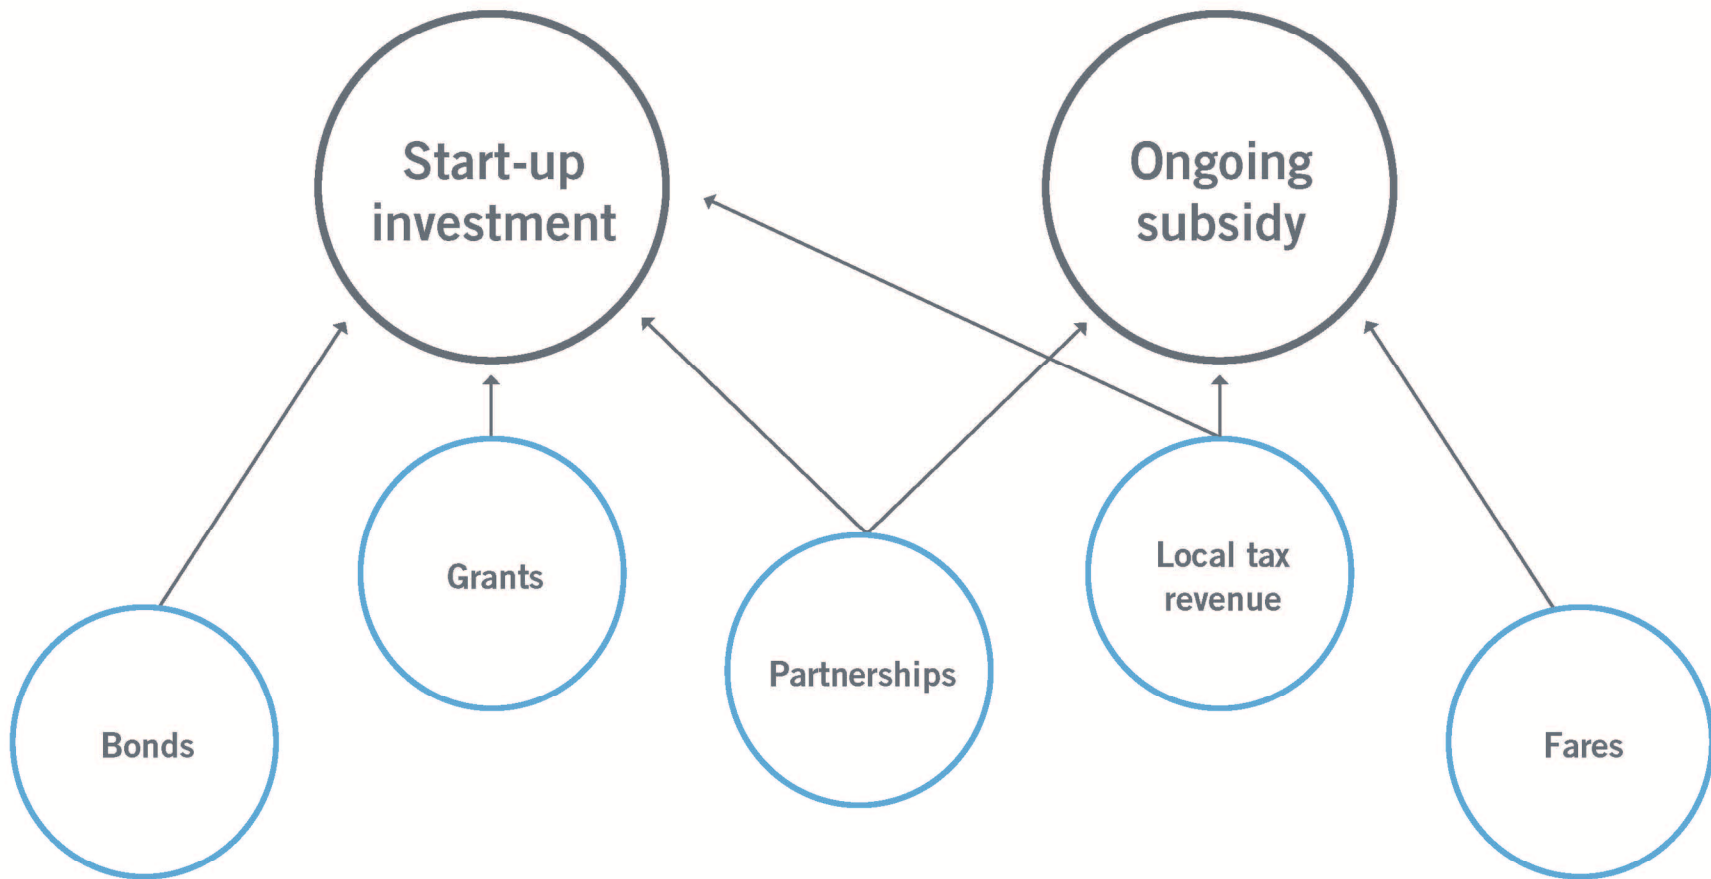 Start-up
investment
Ongoing
subsidy
Grants
Local tax
revenue
Partnerships
Bonds
Fares